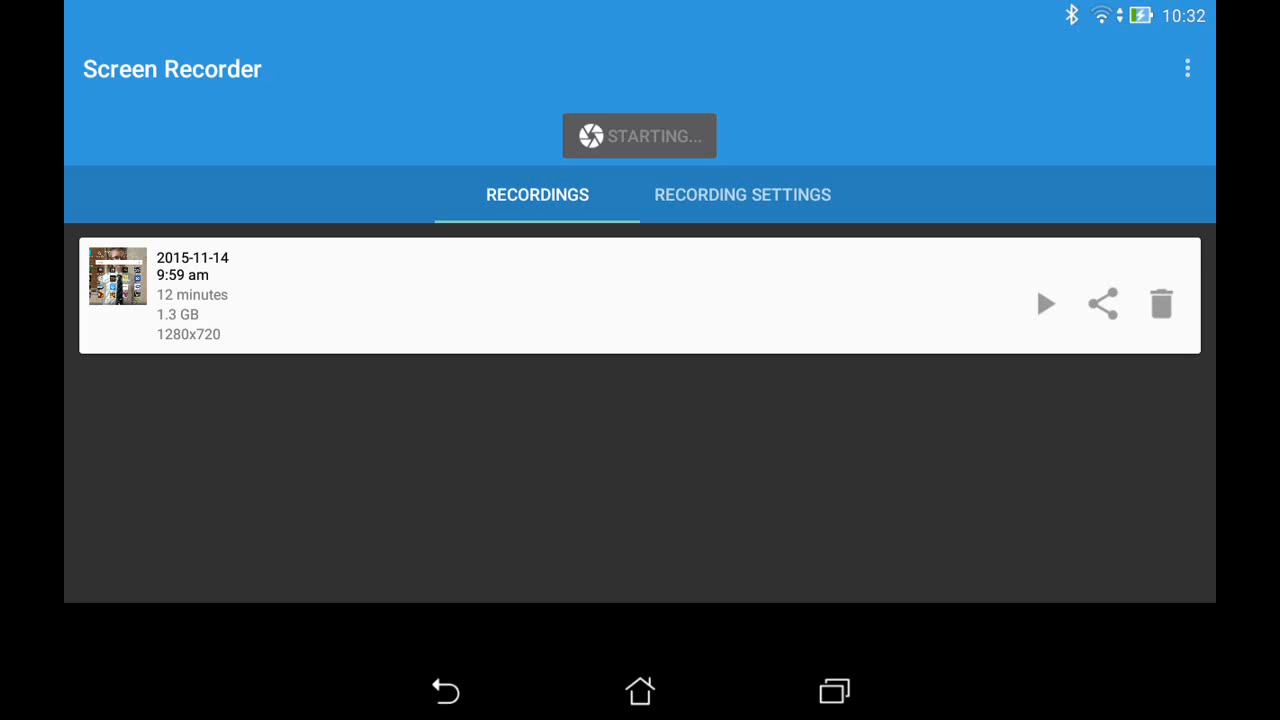 10:32
Screen Recorder
STARTING...
RECORDINGS
RECORDING SETTINGS
2015-11-14
9:59 am
12 minutes
1.3 GB
1280x720